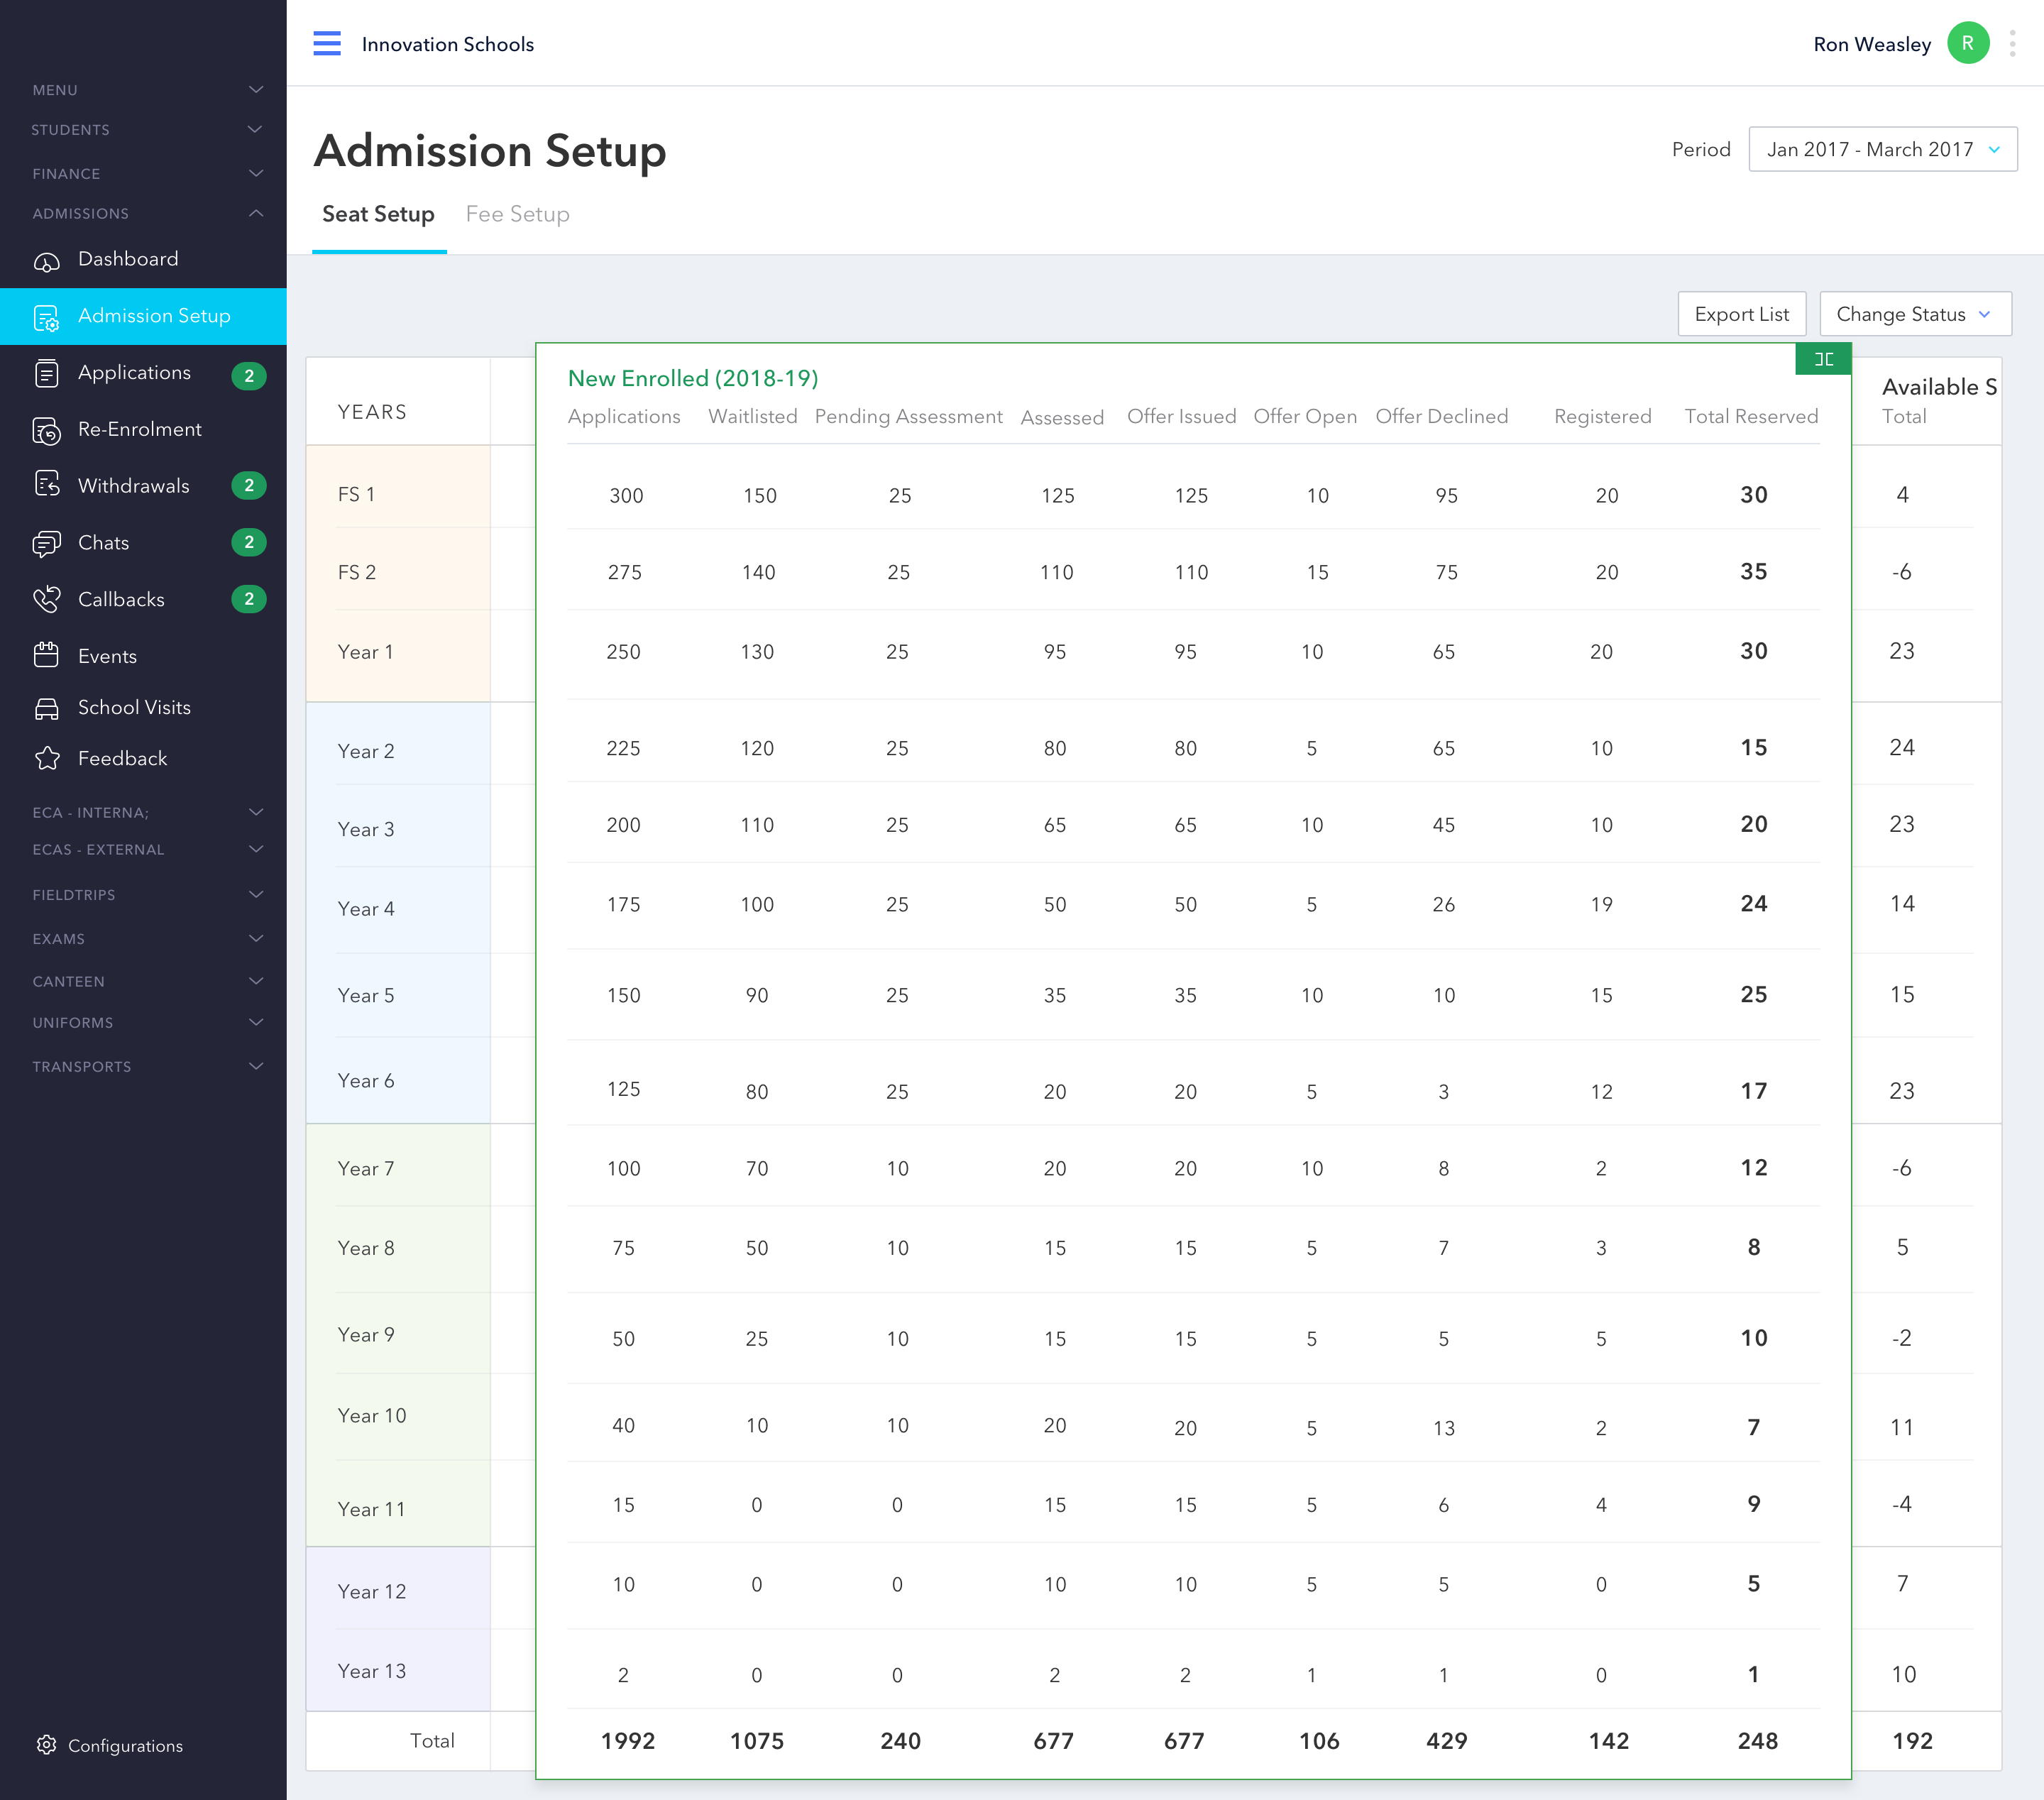 Innovation Schools
Ron Weasley
R
MENU
STUDENTS
FINANCE
ADMISSIONS
Dashboard
Admission Setup
Applications 2
Re-Enrolment
Withdrawals 2
Chats 2
Callbacks 2
Events
School Visits
Feedback
ECA - INTERNA;
ECAS - EXTERNAL
FIELDTRIPS
EXAMS
CANTEEN
UNIFORMS
TRANSPORTS
Configurations
Admission Setup
Period Jan 2017 - March 2017
Seat Setup Fee Setup
Export List Change Status
New Enrolled (2018-19) Available S
YEARS Applications Waitlisted Pending Assessment Assessed Offer Issued Offer Open Offer Declined Registered Total Reserved Total
FS 1 300 150 25 125 125 10 95 20 30 4
FS 2 275 140 25 110 110 15 75 20 35 -6
Year 1 250 130 25 95 95 10 65 20 30 23
Year 2 225 120 25 80 80 5 65 10 15 24
Year 3 200 110 25 65 65 10 45 10 20 23
Year 4 175 100 25 50 50 5 26 19 24 14
Year 5 150 90 25 35 35 10 10 15 25 15
Year 6 125 80 25 20 20 5 3 12 17 23
Year 7 100 70 10 20 20 10 8 2 12 -6
Year 8 75 50 10 15 15 5 7 3 8 5
Year 9 50 25 10 15 15 5 5 5 10 -2
Year 10 40 10 10 20 20 5 13 2 7 11
Year 11 15 0 0 15 15 5 6 4 9 -4
Year 12 10 0 0 10 10 5 5 0 5 7
Year 13 2 0 0 2 2 1 1 0 1 10
Total 1992 1075 240 677 677 106 429 142 248 192